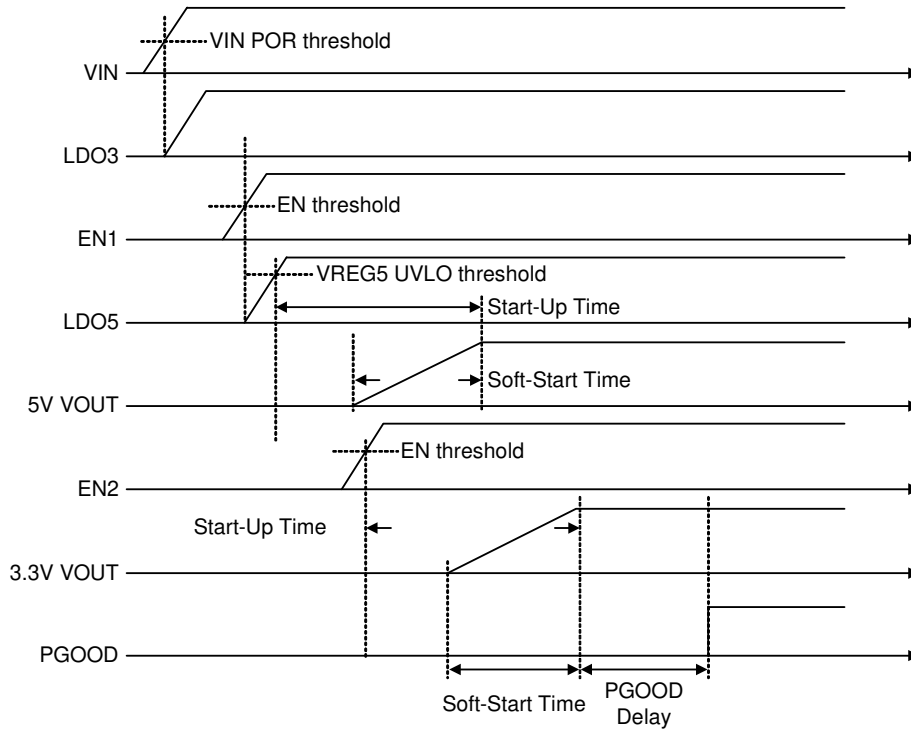 VIN POR threshold
VIN
LDO3
EN threshold
EN1
VREG5 UVLO threshold
Start-Up Time
LDO5
Soft-Start Time
5V VOUT
EN threshold
EN2
Start-Up Time
3.3V VOUT
PGOOD
Soft-Start Time
PGOOD
Delay